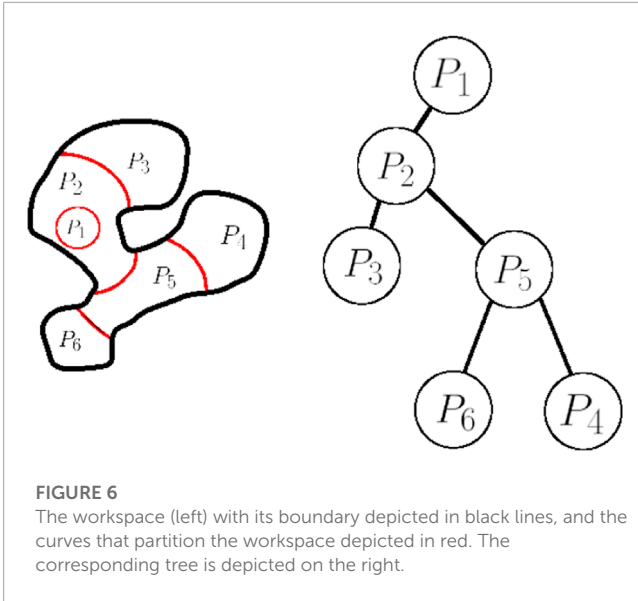 P1
P3
P2
P1
P2
P4
P5
P3
P5
P6
P6
P4
FIGURE 6
The workspace (left) with its boundary depicted in black lines, and the
curves that partition the workspace depicted in red. The
corresponding tree is depicted on the right.